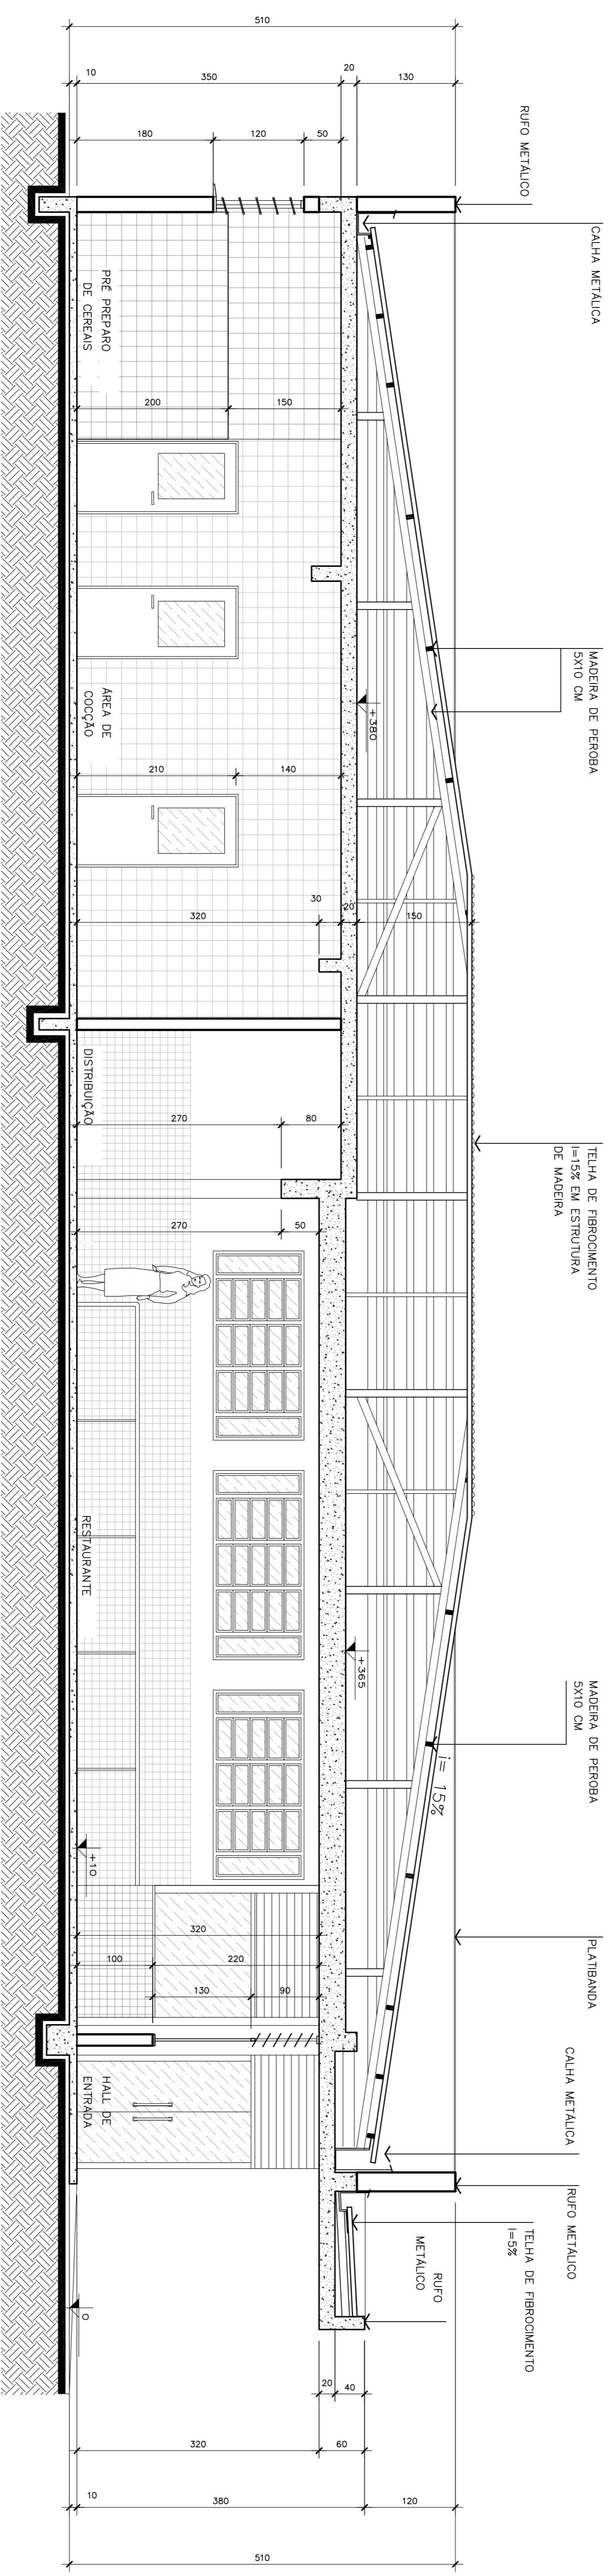 510
10
350
20
130
180
120
50
RUFO METÁLICO
CALHA METÁLICA
PRÉ PREPARO
DE CEREAIS
200
150
MADEIRA DE PEROBA
5X10 CM
+380
ÁREA DE
COCÇÃO
210
140
320
30
20
150
DISTRIBUIÇÃO
270
80
TELHA DE FIBROCIMENTO
I=15% EM ESTRUTURA
DE MADEIRA
270
50
RESTAURANTE
+365
MADEIRA DE PEROBA
5X10 CM
i= 15%
+10
320
100
220
130
90
PLATIBANDA
HALL DE
ENTRADA
CALHA METÁLICA
RUFO METÁLICO
TELHA DE FIBROCIMENTO
I=5%
RUFO
METÁLICO
0
20
40
320
60
10
380
120
510